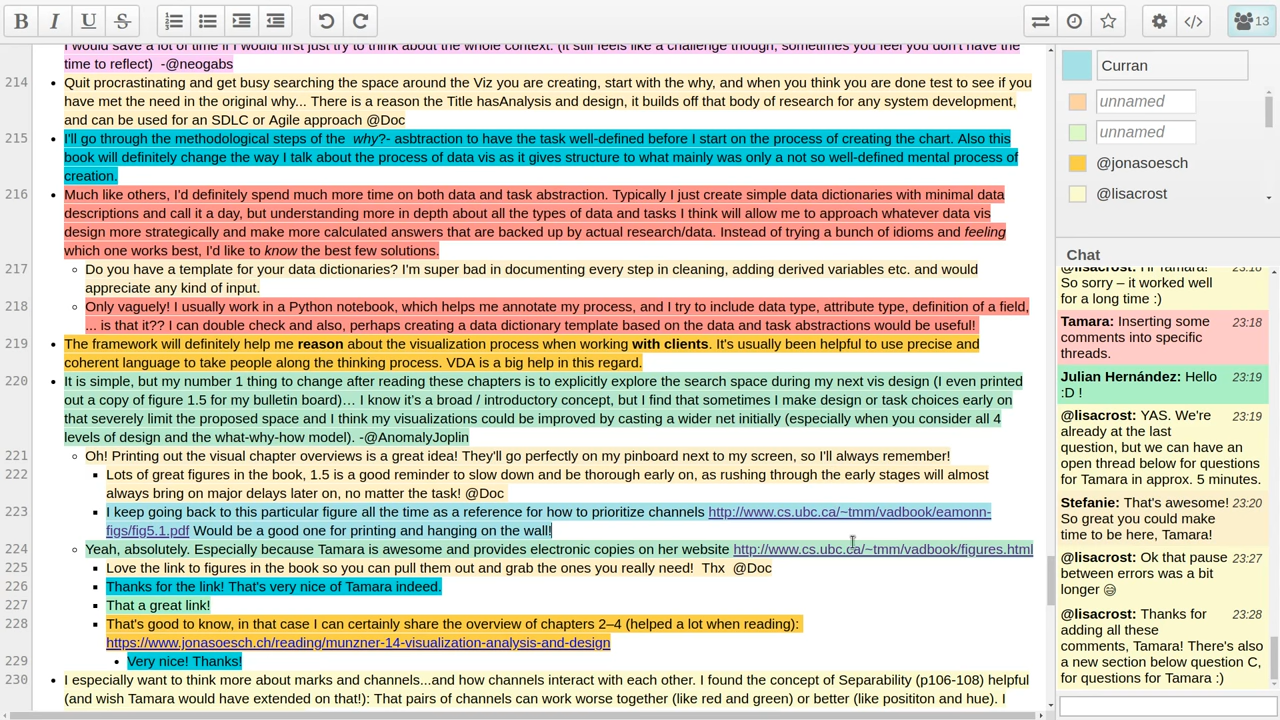 B I U S 13
I would save a lot of time if I would first just try to think about the whole context. (it still feels like a challenge though, sometimes you feel you don't have the
time to reflect)  -@neogabs
214 Quit procrastinating and get busy searching the space around the Viz you are creating, start with the why, and when you think you are done test to see if you
have met the need in the original why... There is a reason the Title hasAnalysis and design, it builds off that body of research for any system development,
and can be used for an SDLC or Agile approach @Doc
215 I'll go through the methodological steps of the  why?- asbtraction to have the task well-defined before I start on the process of creating the chart. Also this
book will definitely change the way I talk about the process of data vis as it gives structure to what mainly was only a not so well-defined mental process of
creation.
216 Much like others, I'd definitely spend much more time on both data and task abstraction. Typically I just create simple data dictionaries with minimal data
descriptions and call it a day, but understanding more in depth about all the types of data and tasks I think will allow me to approach whatever data vis
design more strategically and make more calculated answers that are backed up by actual research/data. Instead of trying a bunch of idioms and feeling
which one works best, I'd like to know the best few solutions.
217 Do you have a template for your data dictionaries? I'm super bad in documenting every step in cleaning, adding derived variables etc. and would
appreciate any kind of input.
218 Only vaguely! I usually work in a Python notebook, which helps me annotate my process, and I try to include data type, attribute type, definition of a field,
... is that it?? I can double check and also, perhaps creating a data dictionary template based on the data and task abstractions would be useful!
219 The framework will definitely help me reason about the visualization process when working with clients. It's usually been helpful to use precise and
coherent language to take people along the thinking process. VDA is a big help in this regard.
220 It is simple, but my number 1 thing to change after reading these chapters is to explicitly explore the search space during my next vis design (I even printed
out a copy of figure 1.5 for my bulletin board)… I know it's a broad / introductory concept, but I find that sometimes I make design or task choices early on
that severely limit the proposed space and I think my visualizations could be improved by casting a wider net initially (especially when you consider all 4
levels of design and the what-why-how model). -@AnomalyJoplin
221 Oh! Printing out the visual chapter overviews is a great idea! They'll go perfectly on my pinboard next to my screen, so I'll always remember!
222 Lots of great figures in the book, 1.5 is a good reminder to slow down and be thorough early on, as rushing through the early stages will almost
always bring on major delays later on, no matter the task! @Doc
223 I keep going back to this particular figure all the time as a reference for how to prioritize channels http://www.cs.ubc.ca/~tmm/vadbook/eamonn-
figs/fig5.1.pdf Would be a good one for printing and hanging on the wall!
224 Yeah, absolutely. Especially because Tamara is awesome and provides electronic copies on her website http://www.cs.ubc.ca/~tmm/vadbook/figures.html
225 Love the link to figures in the book so you can pull them out and grab the ones you really need!  Thx  @Doc
226 Thanks for the link! That's very nice of Tamara indeed.
227 That a great link!
228 That's good to know, in that case I can certainly share the overview of chapters 2–4 (helped a lot when reading):
https://www.jonasoesch.ch/reading/munzner-14-visualization-analysis-and-design
229 Very nice! Thanks!
230 I especially want to think more about marks and channels...and how channels interact with each other. I found the concept of Separability (p106-108) helpful
(and wish Tamara would have extended on that!): That pairs of channels can work worse together (like red and green) or better (like posititon and hue). I
Curran
unnamed
unnamed
@jonasoesch
@lisacrost
Chat
@lisacrost: Hi Tamara! 23:18
So sorry – it worked well
for a long time :)
Tamara: Inserting some 23:18
comments into specific
threads.
Julian Hernández: Hello 23:19
:D !
@lisacrost: YAS. We're 23:19
already at the last
question, but we can have an
open thread below for questions
for Tamara in approx. 5 minutes.
Stefanie: That's awesome! 23:20
So great you could make
time to be here, Tamara!
@lisacrost: Ok that pause 23:27
between errors was a bit
longer 😅
@lisacrost: Thanks for 23:28
adding all these
comments, Tamara! There's also
a new section below question C,
for questions for Tamara :)